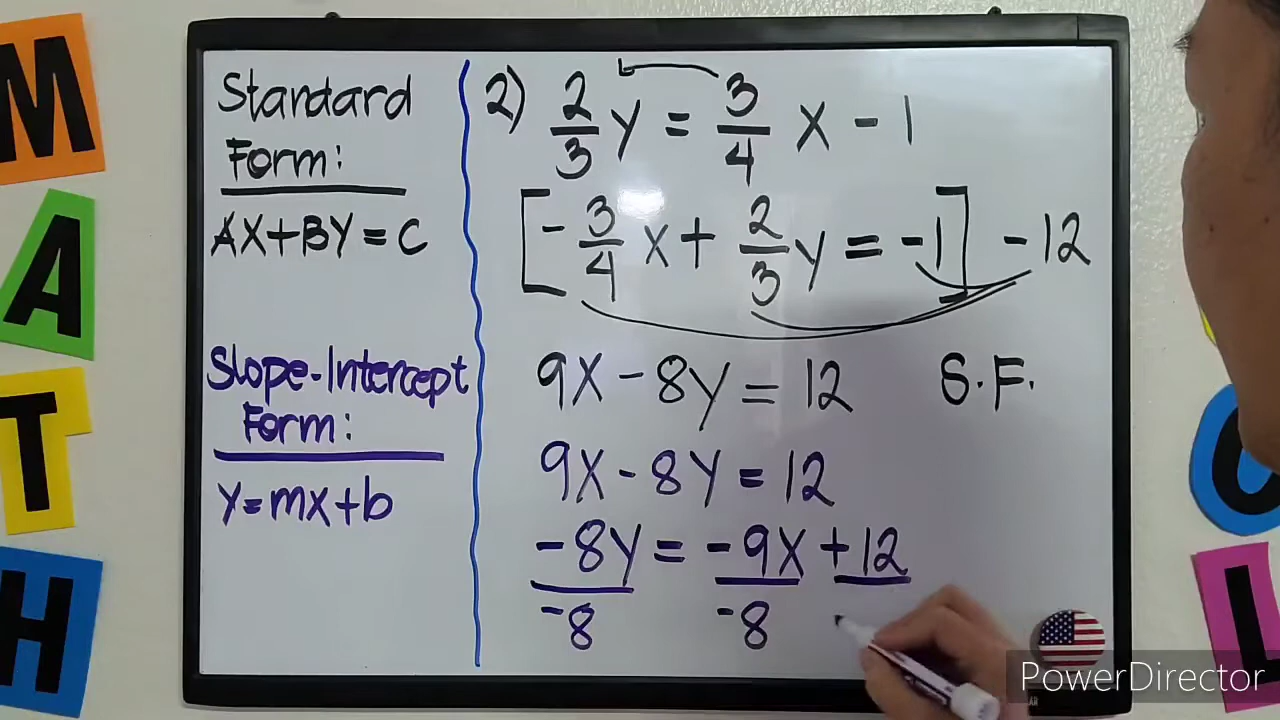 M
A
T
H
Standard
Form:
AX+BY=C
Slope-Intercept
Form:
Y=mX+b
2) 2/3 Y = 3/4 X - 1
[-3/4 X + 2/3 Y = -1] -12
9X - 8Y = 12 S.F.
9X - 8Y = 12
-8Y = -9X +12
-8 -8
PowerDirector